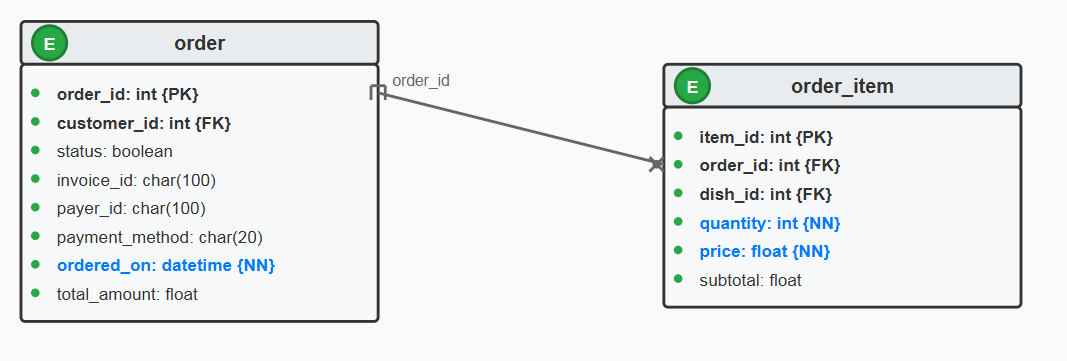 E
order
order_id: int {PK}
customer_id: int {FK}
status: boolean
invoice_id: char(100)
payer_id: char(100)
payment_method: char(20)
ordered_on: datetime {NN}
total_amount: float
order_id
E
order_item
item_id: int {PK}
order_id: int {FK}
dish_id: int {FK}
quantity: int {NN}
price: float {NN}
subtotal: float